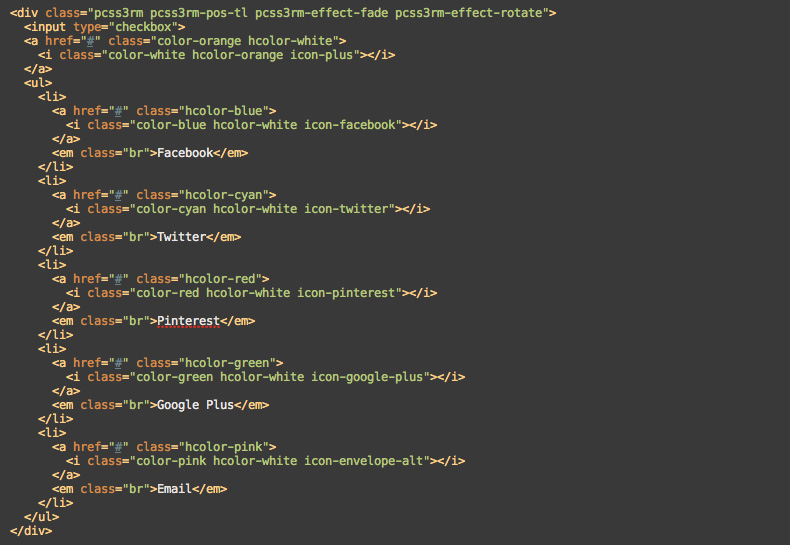 <div class="pcss3rm pcss3rm-pos-tl pcss3rm-effect-fade pcss3rm-effect-rotate">
  <input type="checkbox">
  <a href="#" class="color-orange hcolor-white">
    <i class="color-white hcolor-orange icon-plus"></i>
  </a>
  <ul>
    <li>
      <a href="#" class="hcolor-blue">
        <i class="color-blue hcolor-white icon-facebook"></i>
      </a>
      <em class="br">Facebook</em>
    </li>
    <li>
      <a href="#" class="hcolor-cyan">
        <i class="color-cyan hcolor-white icon-twitter"></i>
      </a>
      <em class="br">Twitter</em>
    </li>
    <li>
      <a href="#" class="hcolor-red">
        <i class="color-red hcolor-white icon-pinterest"></i>
      </a>
      <em class="br">Pinterest</em>
    </li>
    <li>
      <a href="#" class="hcolor-green">
        <i class="color-green hcolor-white icon-google-plus"></i>
      </a>
      <em class="br">Google Plus</em>
    </li>
    <li>
      <a href="#" class="hcolor-pink">
        <i class="color-pink hcolor-white icon-envelope-alt"></i>
      </a>
      <em class="br">Email</em>
    </li>
  </ul>
</div>